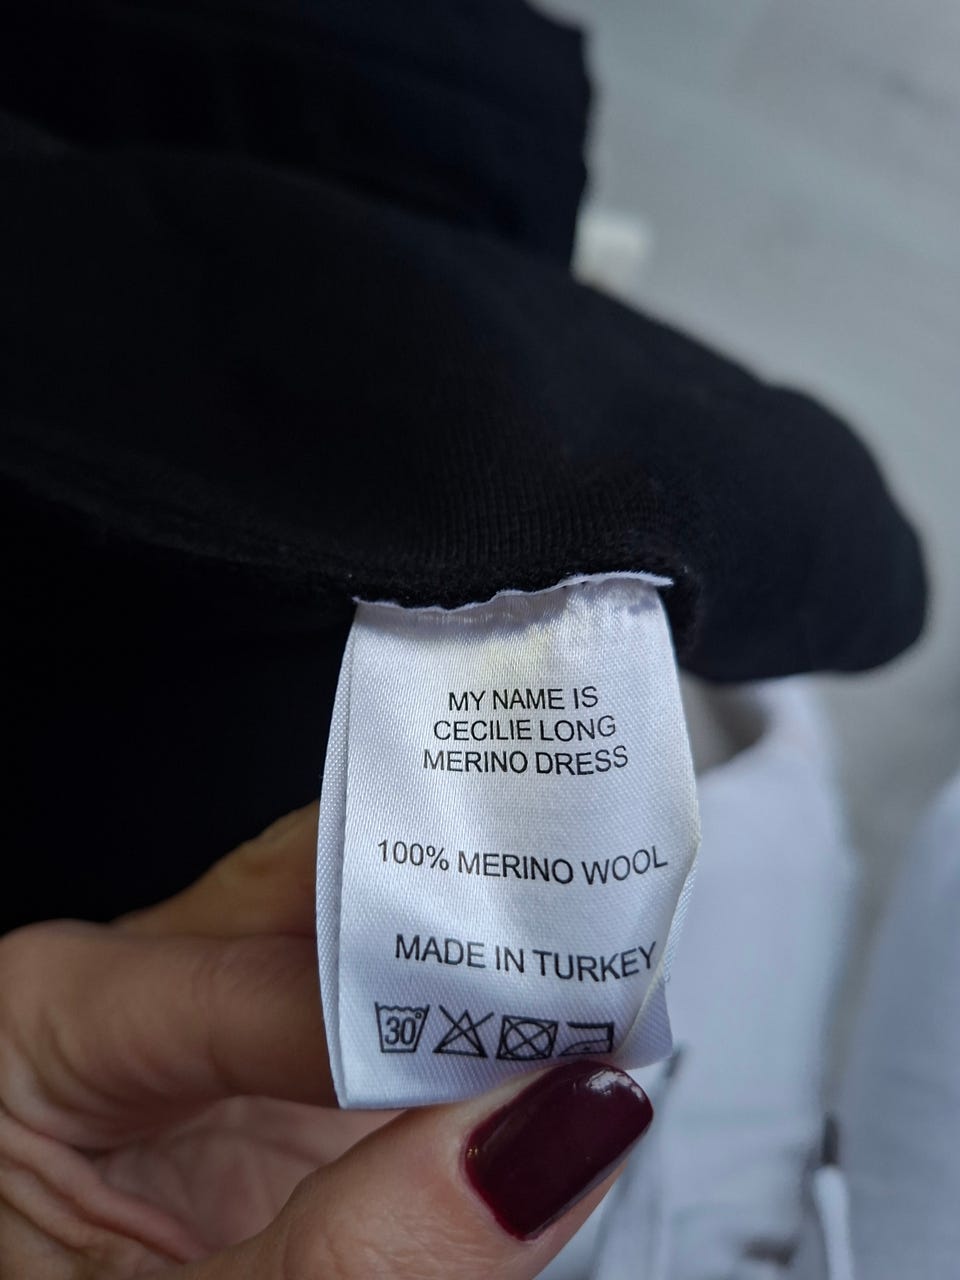 MY NAME IS
CECILIE LONG
MERINO DRESS
100% MERINO WOOL
MADE IN TURKEY
30°